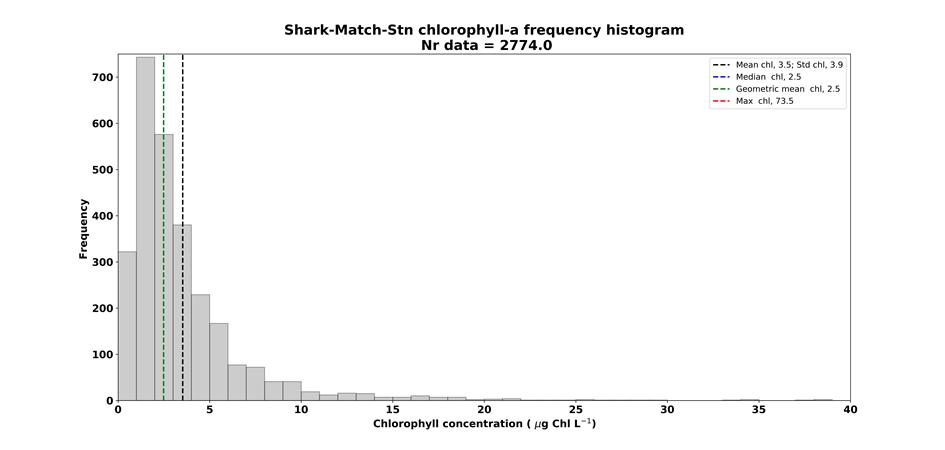 Shark-Match-Stn chlorophyll-a frequency histogram
Nr data = 2774.0
Mean chl, 3.5; Std chl, 3.9
Median  chl, 2.5
Geometric mean  chl, 2.5
Max  chl, 73.5
Frequency
700
600
500
400
300
200
100
0
0 5 10 15 20 25 30 35 40
Chlorophyll concentration ( μg Chl L⁻¹)